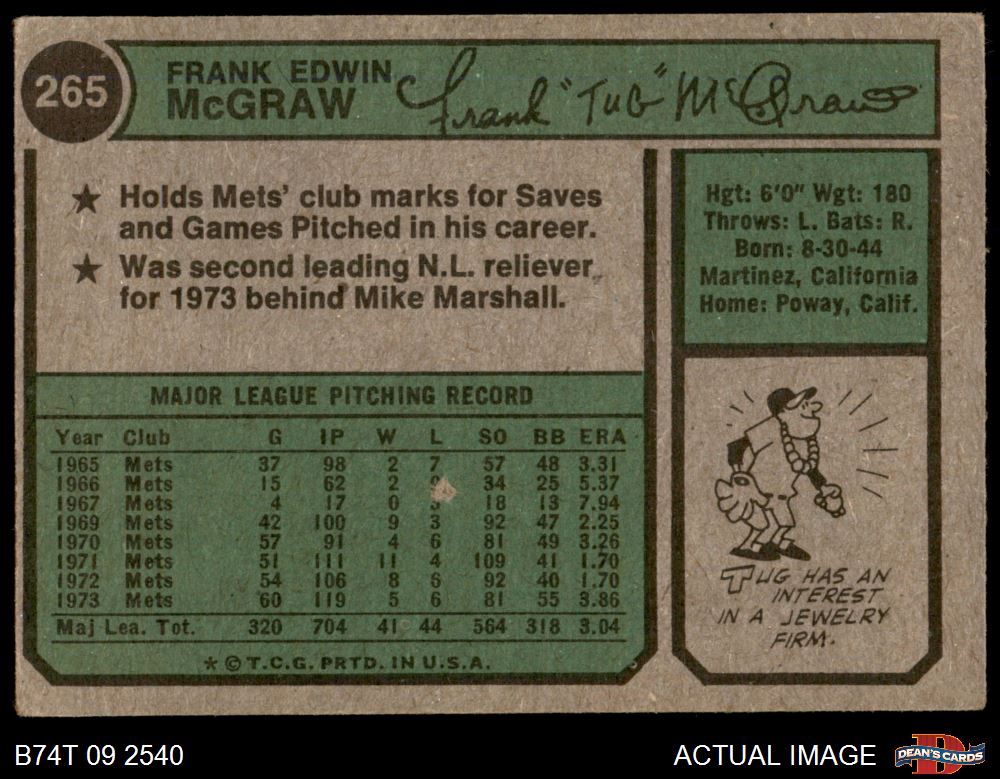 265
FRANK EDWIN
McGRAW
Frank "Tug" McGraw
★ Holds Mets' club marks for Saves
and Games Pitched in his career.
★ Was second leading N.L. reliever
for 1973 behind Mike Marshall.
Hgt: 6'0" Wgt: 180
Throws: L. Bats: R.
Born: 8-30-44
Martinez, California
Home: Poway, Calif.
MAJOR LEAGUE PITCHING RECORD
Year Club G IP W L SO BB ERA
1965 Mets 37 98 2 7 57 48 3.31
1966 Mets 15 62 2 34 25 5.37
1967 Mets 4 17 0 3 18 13 7.94
1969 Mets 42 100 9 3 92 47 2.25
1970 Mets 57 91 4 6 81 49 3.26
1971 Mets 51 111 11 4 109 41 1.70
1972 Mets 54 106 8 6 92 40 1.70
1973 Mets 60 119 5 6 81 55 3.86
Maj Lea. Tot. 320 704 41 44 564 318 3.04
* © T.C.G. PRTD. IN U.S.A.
TUG HAS AN
INTEREST
IN A JEWELRY
FIRM.
B74T 09 2540
ACTUAL IMAGE
DEAN'S CARDS